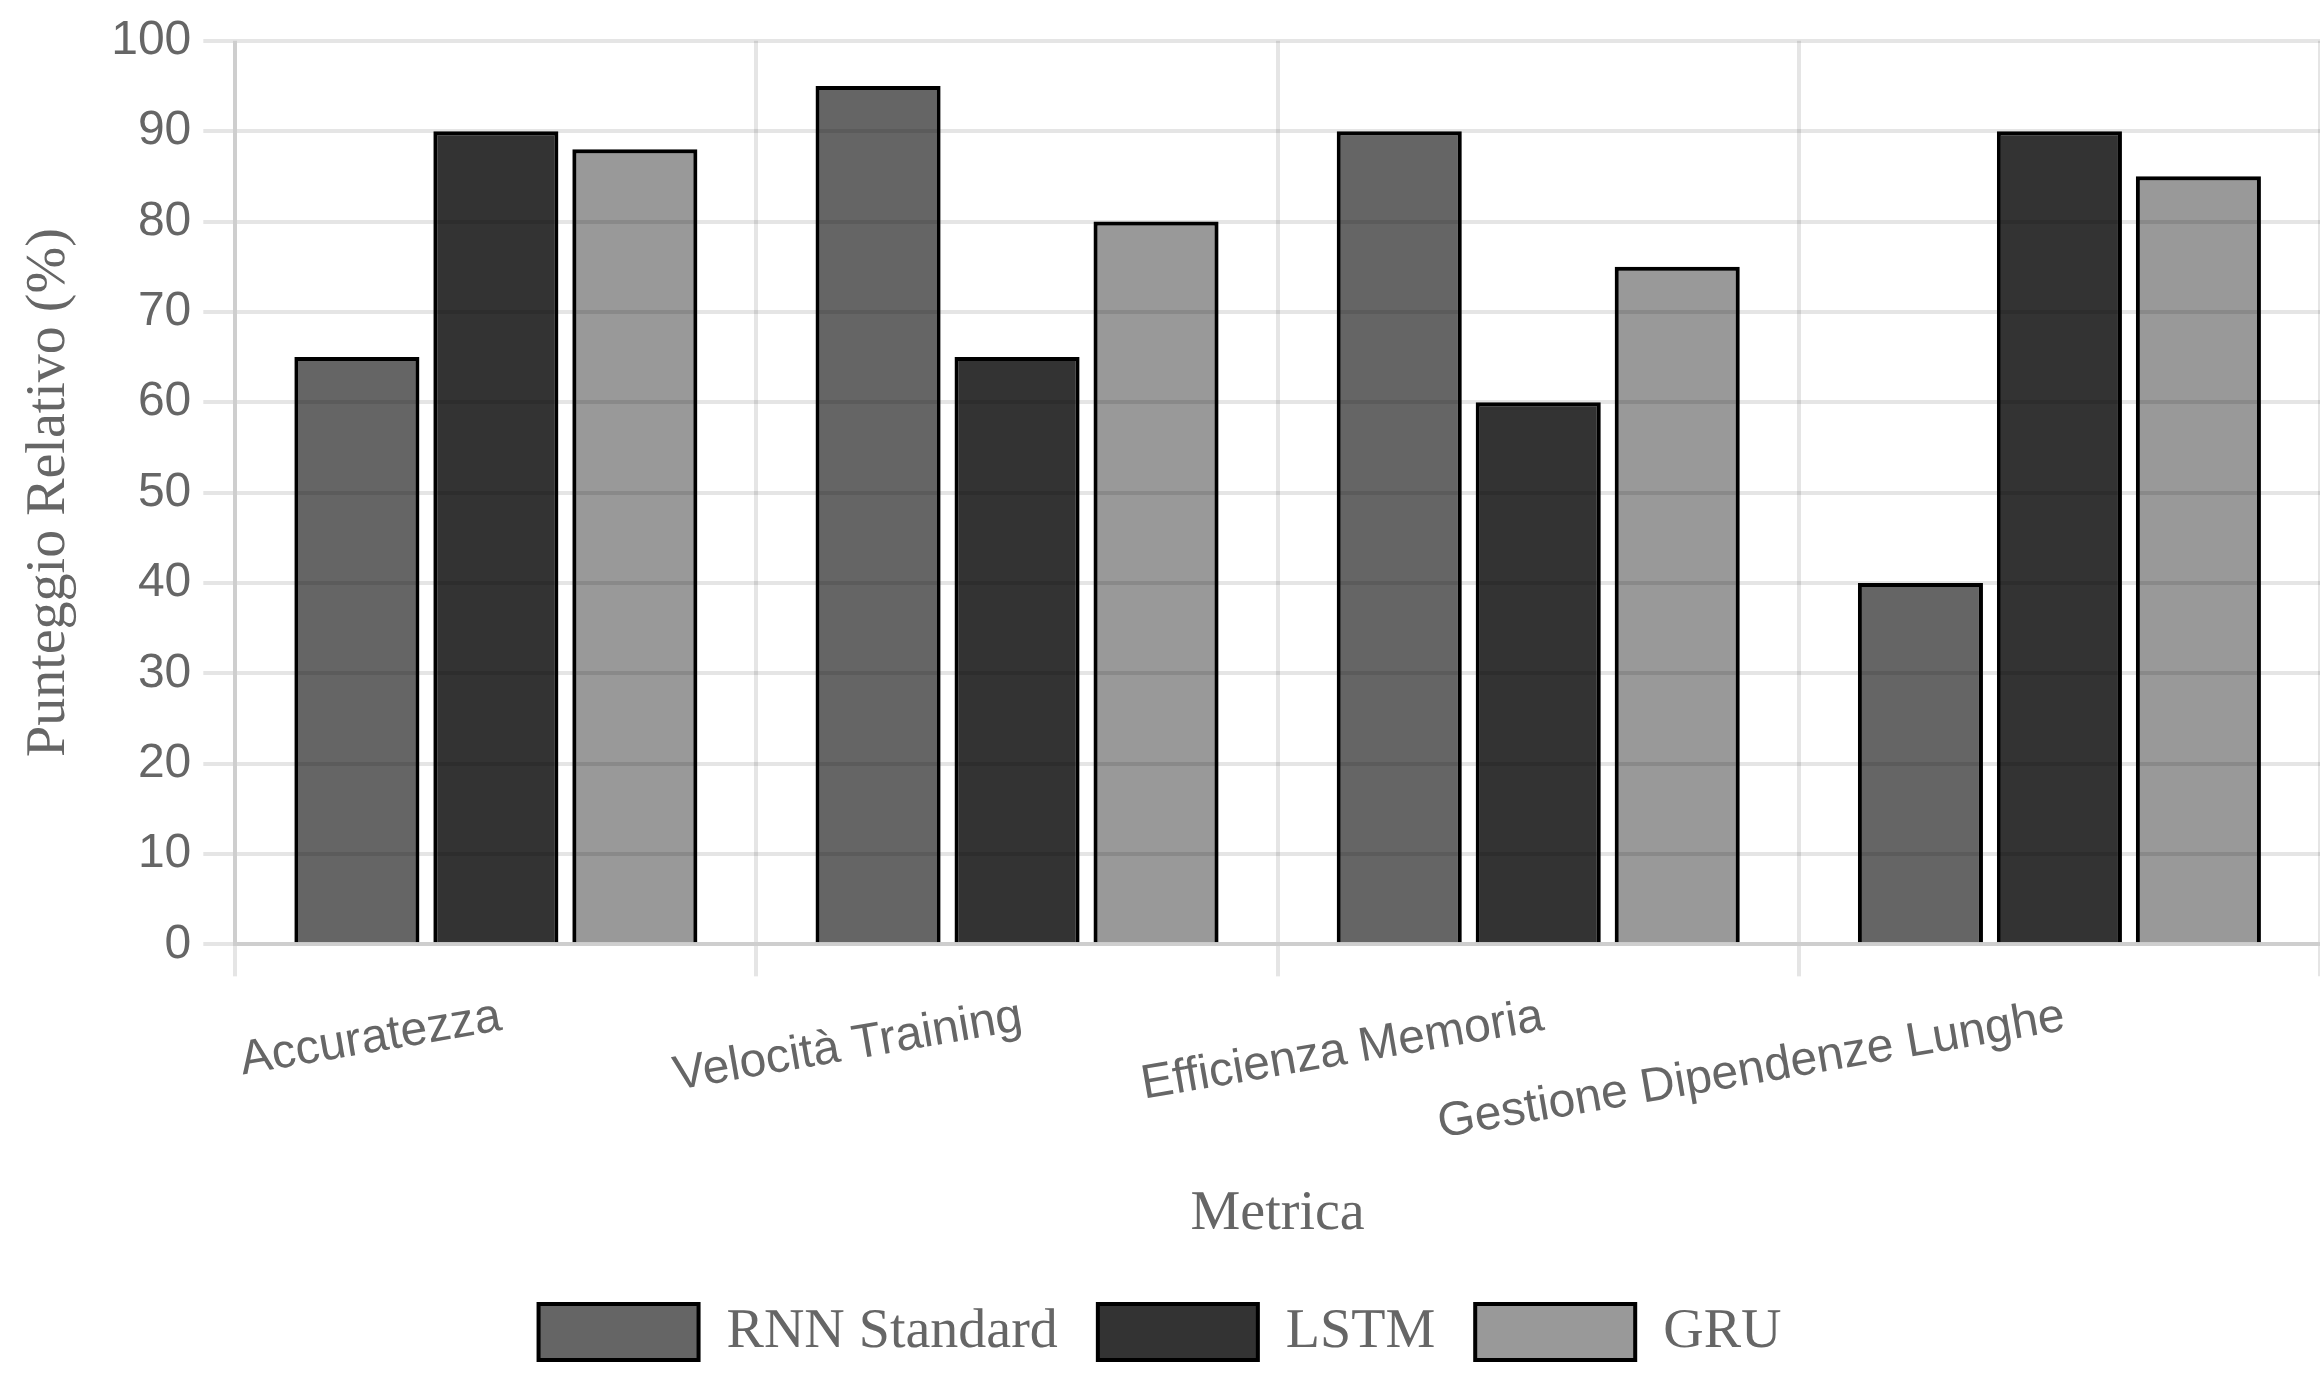 100
90
80
70
60
50
40
30
20
10
0
Punteggio Relativo (%)
Accuratezza
Velocità Training
Efficienza Memoria
Gestione Dipendenze Lunghe
Metrica
RNN Standard LSTM GRU